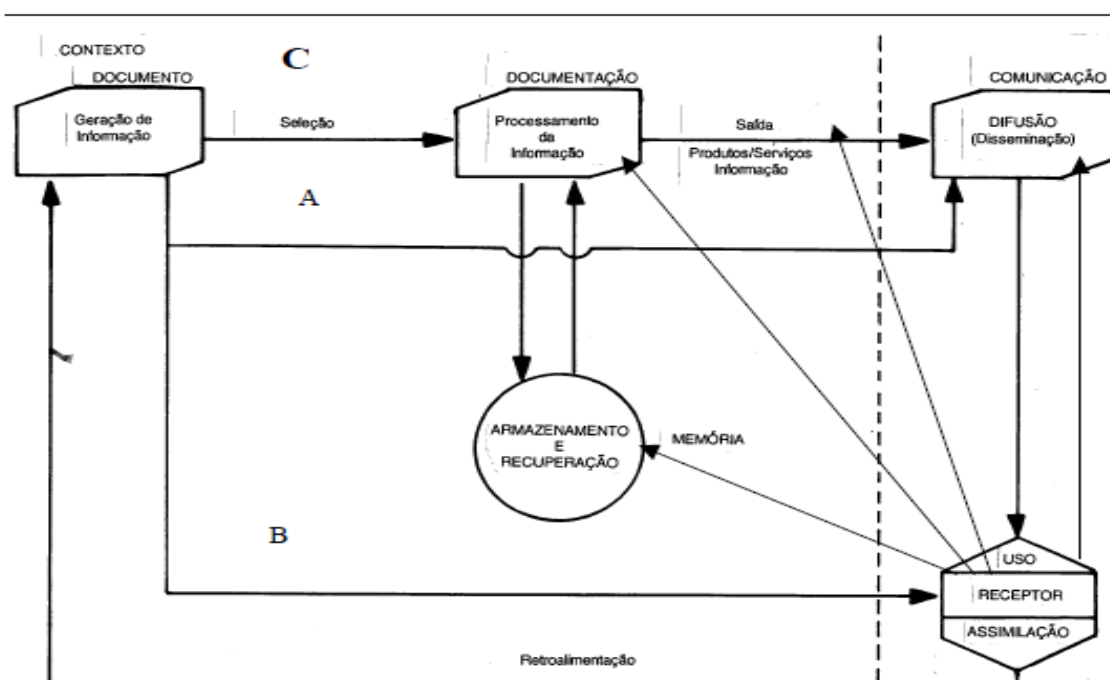 CONTEXTO
C
DOCUMENTO
DOCUMENTAÇÃO
COMUNICAÇÃO
Geração de
Informação
Seleção
Processamento
da
Informação
Saída
Produtos/Serviços
Informação
DIFUSÃO
(Disseminação)
A
ARMAZENAMENTO
E
RECUPERAÇÃO
MEMÓRIA
B
USO
RECEPTOR
ASSIMILAÇÃO
Retroalimentação